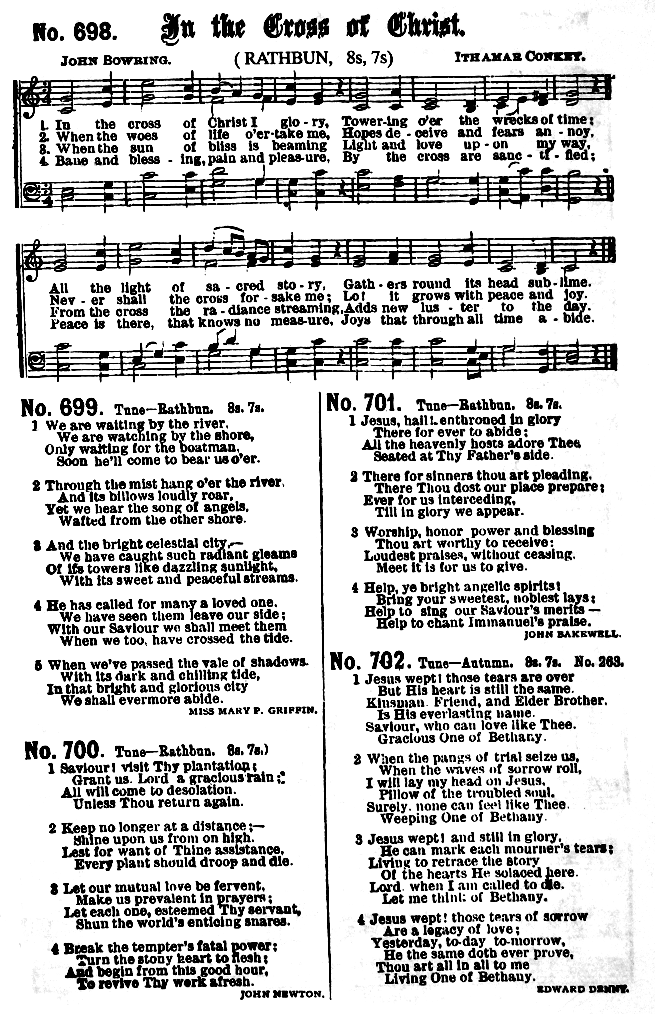 No. 698. In the Cross of Christ.
JOHN BOWRING. (RATHBUN, 8s, 7s) ITHAMAR CONKEY.
1. In the cross of Christ I glo-ry, Tower-ing o'er the wrecks of time;
2. When the woes of life o'er-take me, Hopes de-ceive and fears an-noy,
3. When the sun of bliss is beaming Light and love up-on my way,
4. Bane and bless-ing, pain and pleas-ure, By the cross are sanc-ti-fied;
All the light of sa-cred sto-ry, Gath-ers round its head sub-lime.
Nev-er shall the cross for-sake me; Lo! it grows with peace and joy.
From the cross the ra-diance streaming, Adds new lus-ter to the day.
Peace is there, that knows no meas-ure, Joys that through all time a-bide.
No. 699. Tune—Rathbun. 8s. 7s.
1 We are waiting by the river,
We are watching by the shore,
Only waiting for the boatman,
Soon he'll come to bear us o'er.
2 Through the mist hang o'er the river,
And its billows loudly roar,
Yet we hear the song of angels,
Wafted from the other shore.
3 And the bright celestial city,—
We have caught such radiant gleams
Of its towers like dazzling sunlight,
With its sweet and peaceful streams.
4 He has called for many a loved one,
We have seen them leave our side;
With our Saviour we shall meet them
When we too, have crossed the tide.
5 When we've passed the vale of shadows.
With its dark and chilling tide,
In that bright and glorious city
We shall evermore abide.
MISS MARY P. GRIFFIN.
No. 700. Tune—Rathbun. 8s. 7s.)
1 Saviour! visit Thy plantation;
Grant us, Lord a gracious rain;
All will come to desolation,
Unless Thou return again.
2 Keep no longer at a distance;—
Shine upon us from on high.
Lest for want of Thine assistance,
Every plant should droop and die.
3 Let our mutual love be fervent,
Make us prevalent in prayers;
Let each one, esteemed Thy servant,
Shun the world's enticing snares.
4 Break the tempter's fatal power;
Turn the stony heart to flesh;
And begin from this good hour,
To revive Thy work afresh.
JOHN NEWTON.
No. 701. Tune—Rathbun. 8s. 7s.
1 Jesus, hail! enthroned in glory
There for ever to abide;
All the heavenly hosts adore Thee
Seated at Thy Father's side.
2 There for sinners thou art pleading,
There Thou dost our place prepare;
Ever for us interceding,
Till in glory we appear.
3 Worship, honor power and blessing
Thou art worthy to receive:
Loudest praises, without ceasing,
Meet it is for us to give.
4 Help, ye bright angelic spirits!
Bring your sweetest, noblest lays;
Help to sing our Saviour's merits—
Help to chant Immanuel's praise.
JOHN BAKEWELL.
No. 702. Tune—Autumn. 8s. 7s. No. 263.
1 Jesus wept! those tears are over
But His heart is still the same.
Kinsman, Friend, and Elder Brother,
Is His everlasting name.
Saviour, who can love like Thee.
Gracious One of Bethany.
2 When the pangs of trial seize us,
When the waves of sorrow roll,
I will lay my head on Jesus,
Pillow of the troubled soul.
Surely, none can feel like Thee,
Weeping One of Bethany.
3 Jesus wept! and still in glory,
He can mark each mourner's tears;
Living to retrace the story
Of the hearts He solaced here.
Lord, when I am called to die.
Let me think of Bethany.
4 Jesus wept! those tears of sorrow
Are a legacy of love;
Yesterday, to-day to-morrow,
He the same doth ever prove,
Thou art all in all to me
Living One of Bethany.
EDWARD DENNY.